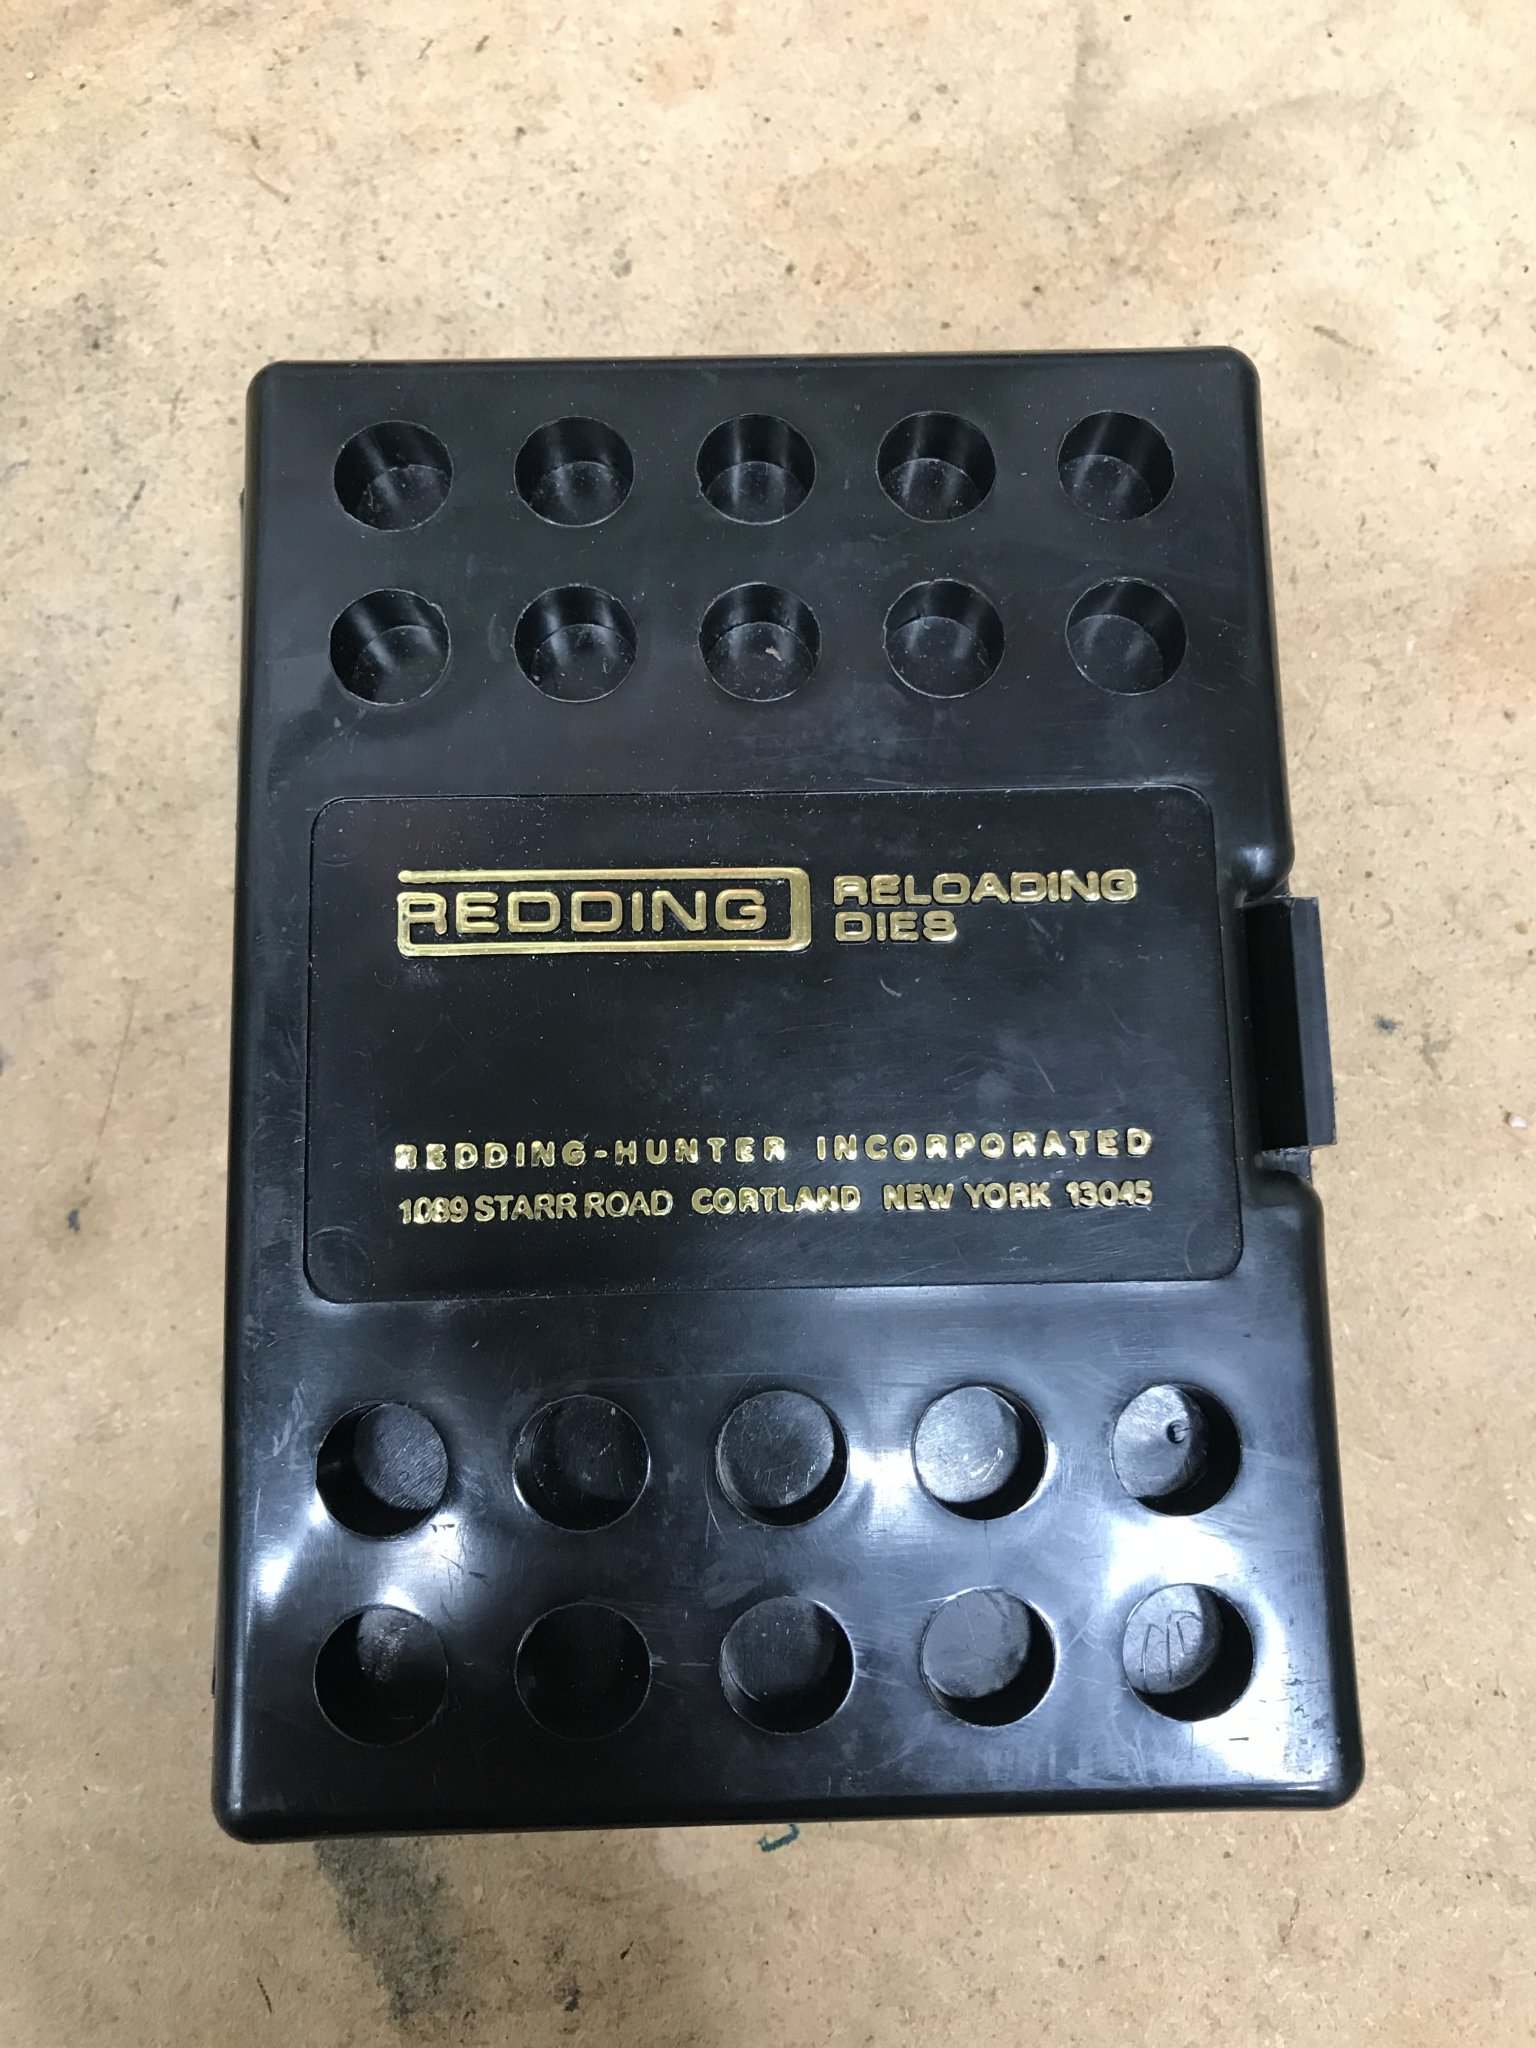 REDDING RELOADING
DIES
REDDING-HUNTER INCORPORATED
1089 STARR ROAD CORTLAND NEW YORK 13045